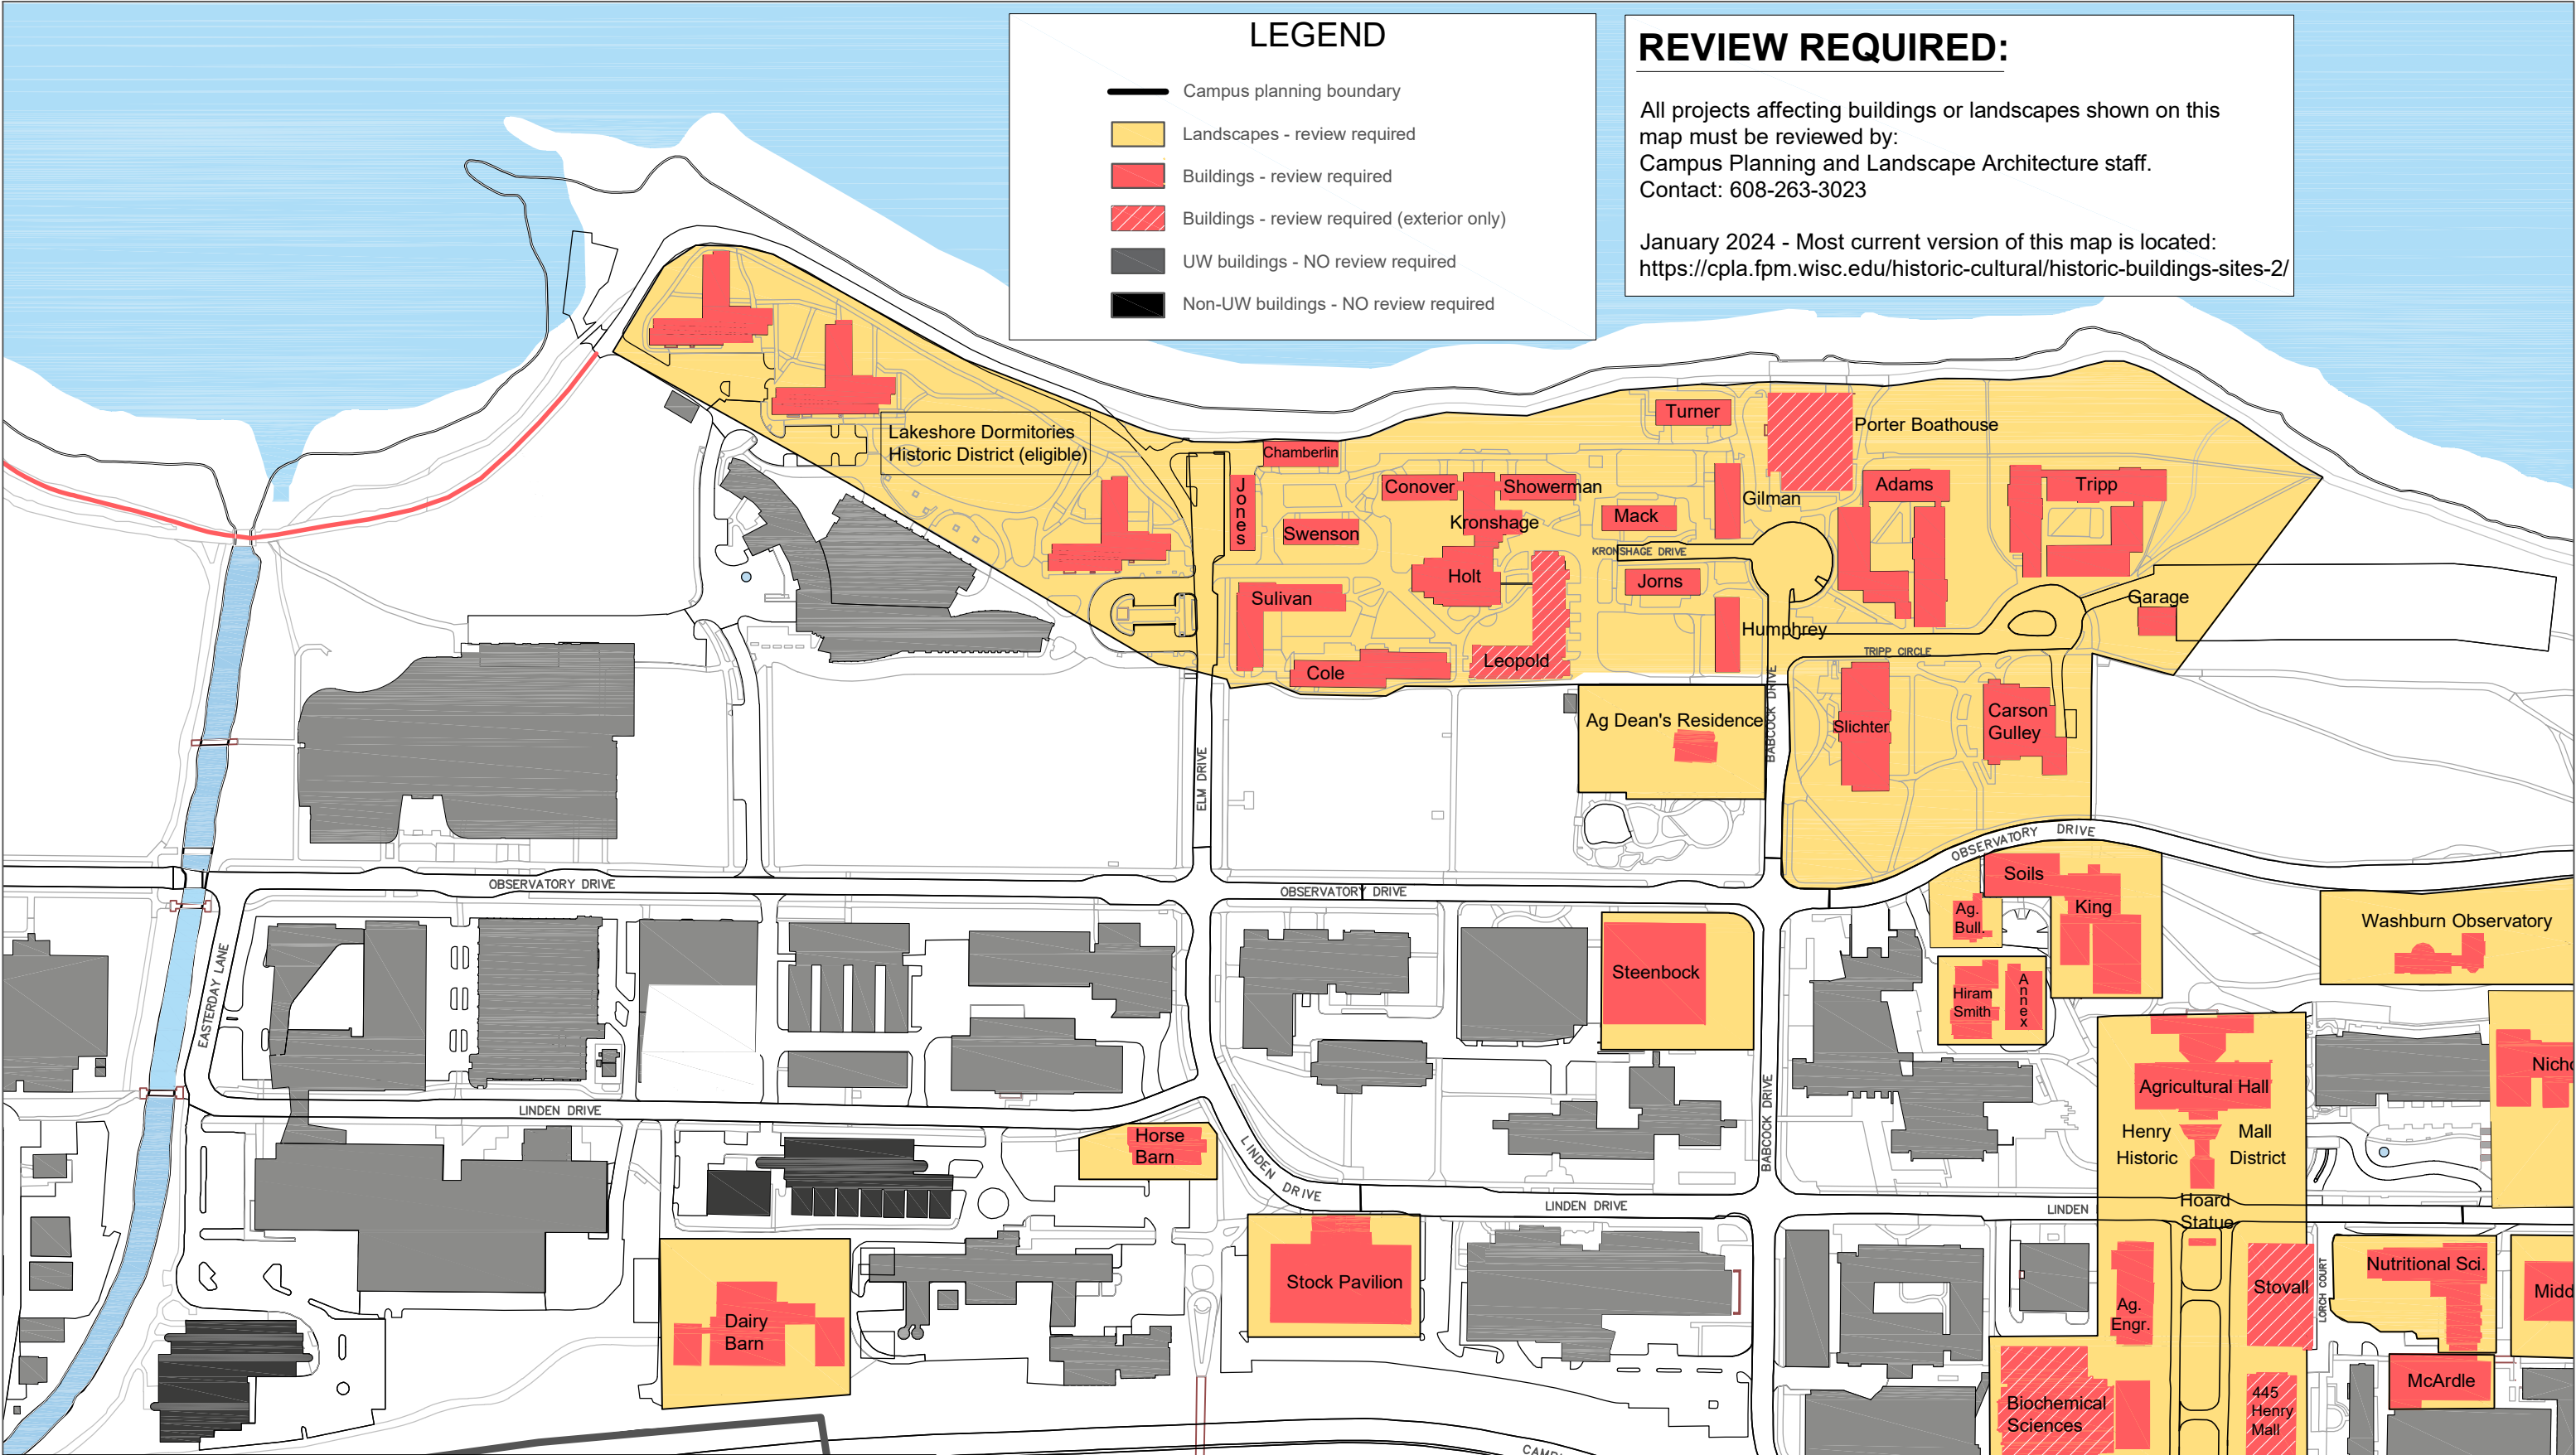 LEGEND
Campus planning boundary
Landscapes - review required
Buildings - review required
Buildings - review required (exterior only)
UW buildings - NO review required
Non-UW buildings - NO review required
REVIEW REQUIRED:
All projects affecting buildings or landscapes shown on this
map must be reviewed by:
Campus Planning and Landscape Architecture staff.
Contact: 608-263-3023
January 2024 - Most current version of this map is located:
https://cpla.fpm.wisc.edu/historic-cultural/historic-buildings-sites-2/
Lakeshore Dormitories
Historic District (eligible)
Chamberlin
Jones
Swenson
Conover
Showerman
Kronshage
Holt
Sulivan
Cole
Leopold
Turner
Mack
Gilman
KRONSHAGE DRIVE
Jorns
Humphrey
Porter Boathouse
Adams
Tripp
Garage
TRIPP CIRCLE
Slichter
Carson
Gulley
Ag Dean's Residence
BABCOCK DRIVE
ELM DRIVE
OBSERVATORY DRIVE
OBSERVATORY DRIVE
OBSERVATORY DRIVE
Soils
King
Ag.
Bull.
Hiram
Smith
Annex
Washburn Observatory
Steenbock
EASTERDAY LANE
BABCOCK DRIVE
Agricultural Hall
Henry Mall
Historic District
Hoard
Statue
LINDEN DRIVE
LINDEN DRIVE
LINDEN DRIVE
LINDEN
Horse
Barn
Stock Pavilion
Dairy
Barn
Ag.
Engr.
Stovall
LORCH COURT
Nutritional Sci.
McArdle
Biochemical
Sciences
445
Henry
Mall